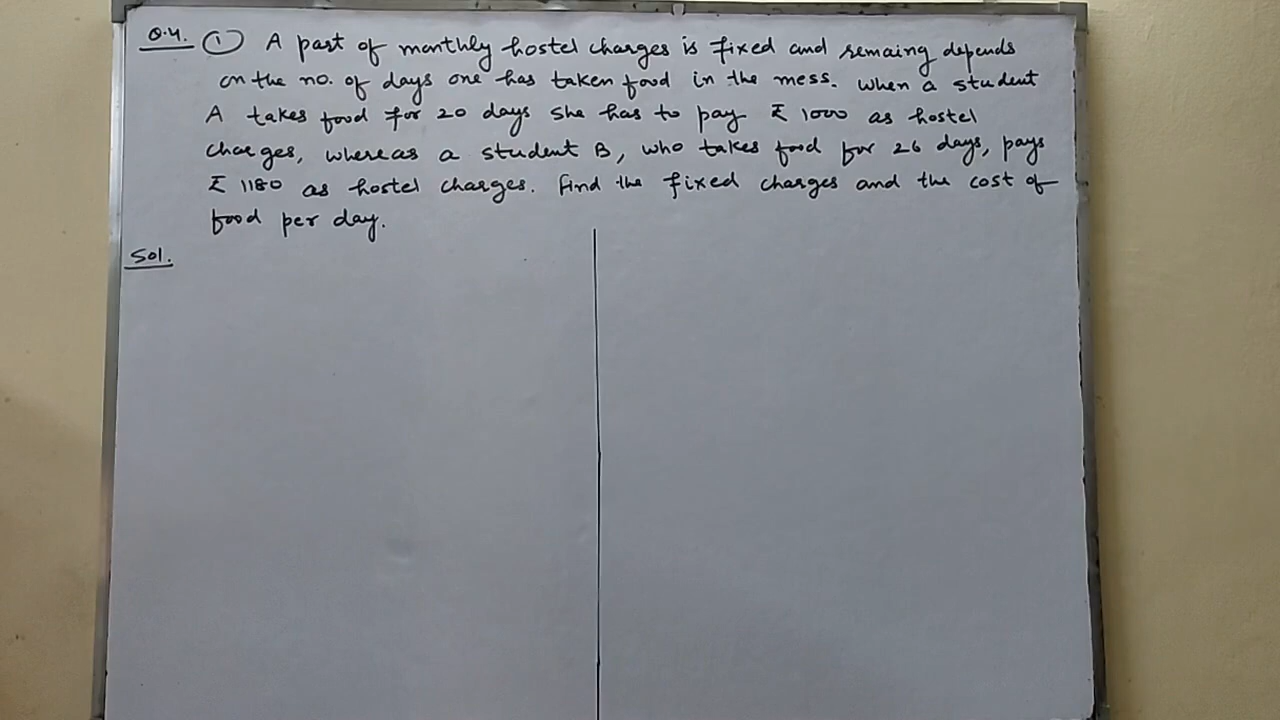 Q.4. ① A part of monthly hostel charges is fixed and remaing depends
on the no. of days one has taken food in the mess. When a student
A takes food for 20 days she has to pay ₹ 1000 as hostel
charges, whereas a student B, who takes food for 26 days, pays
₹ 1180 as hostel charges. Find the fixed charges and the cost of
food per day.
Sol.